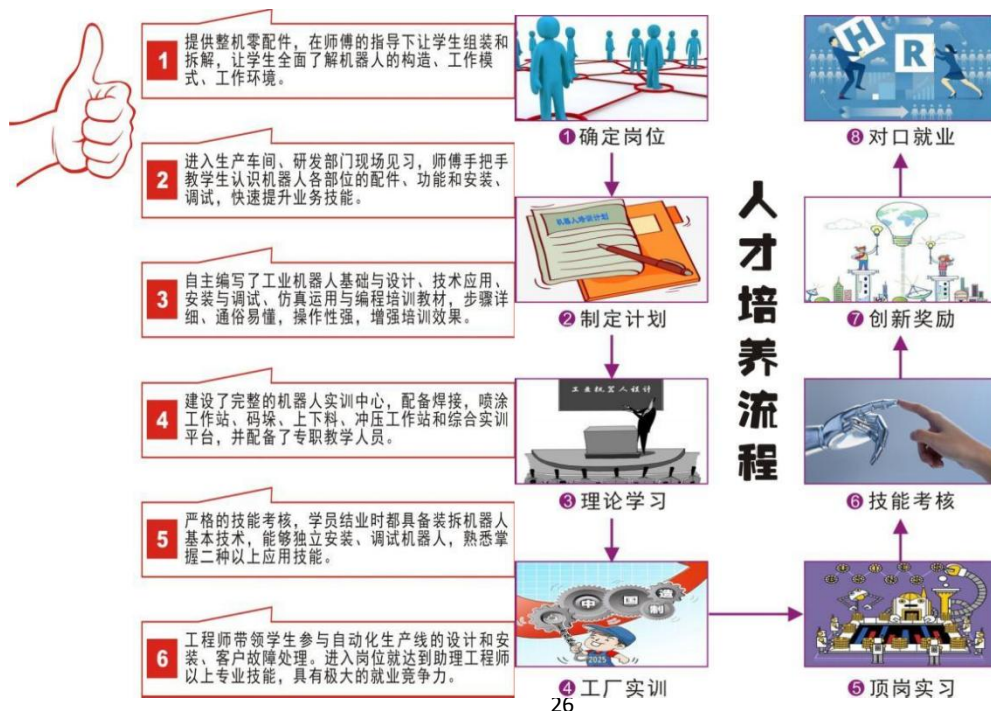 1
提供整机零配件，在师傅的指导下让学生组装和
拆解，让学生全面了解机器人的构造、工作模
式、工作环境。
2
进入生产车间、研发部门现场见习，师傅手把手
教学生认识机器人各部位的配件、功能和安装、
调试，快速提升业务技能。
3
自主编写了工业机器人基础与设计、技术应用、
安装与调试、仿真运用与编程培训教材，步骤详
细、通俗易懂，操作性强，增强培训效果。
4
建设了完整的机器人实训中心，配备焊接，喷涂
工作站、码垛、上下料、冲压工作站和综合实训
平台，并配备了专职教学人员。
5
严格的技能考核，学员结业时都具备装拆机器人
基本技术，能够独立安装、调试机器人，熟悉掌
握二种以上应用技能。
6
工程师带领学生参与自动化生产线的设计和安
装、客户故障处理。进入岗位就达到助理工程师
以上专业技能，具有极大的就业竞争力。
❶确定岗位
机器人培训计划
❷制定计划
工业机器人设计
❸理论学习
中国制造
2025
❹工厂实训
人才培养流程
HR
❽对口就业
❼创新奖励
❻技能考核
❺顶岗实习
26